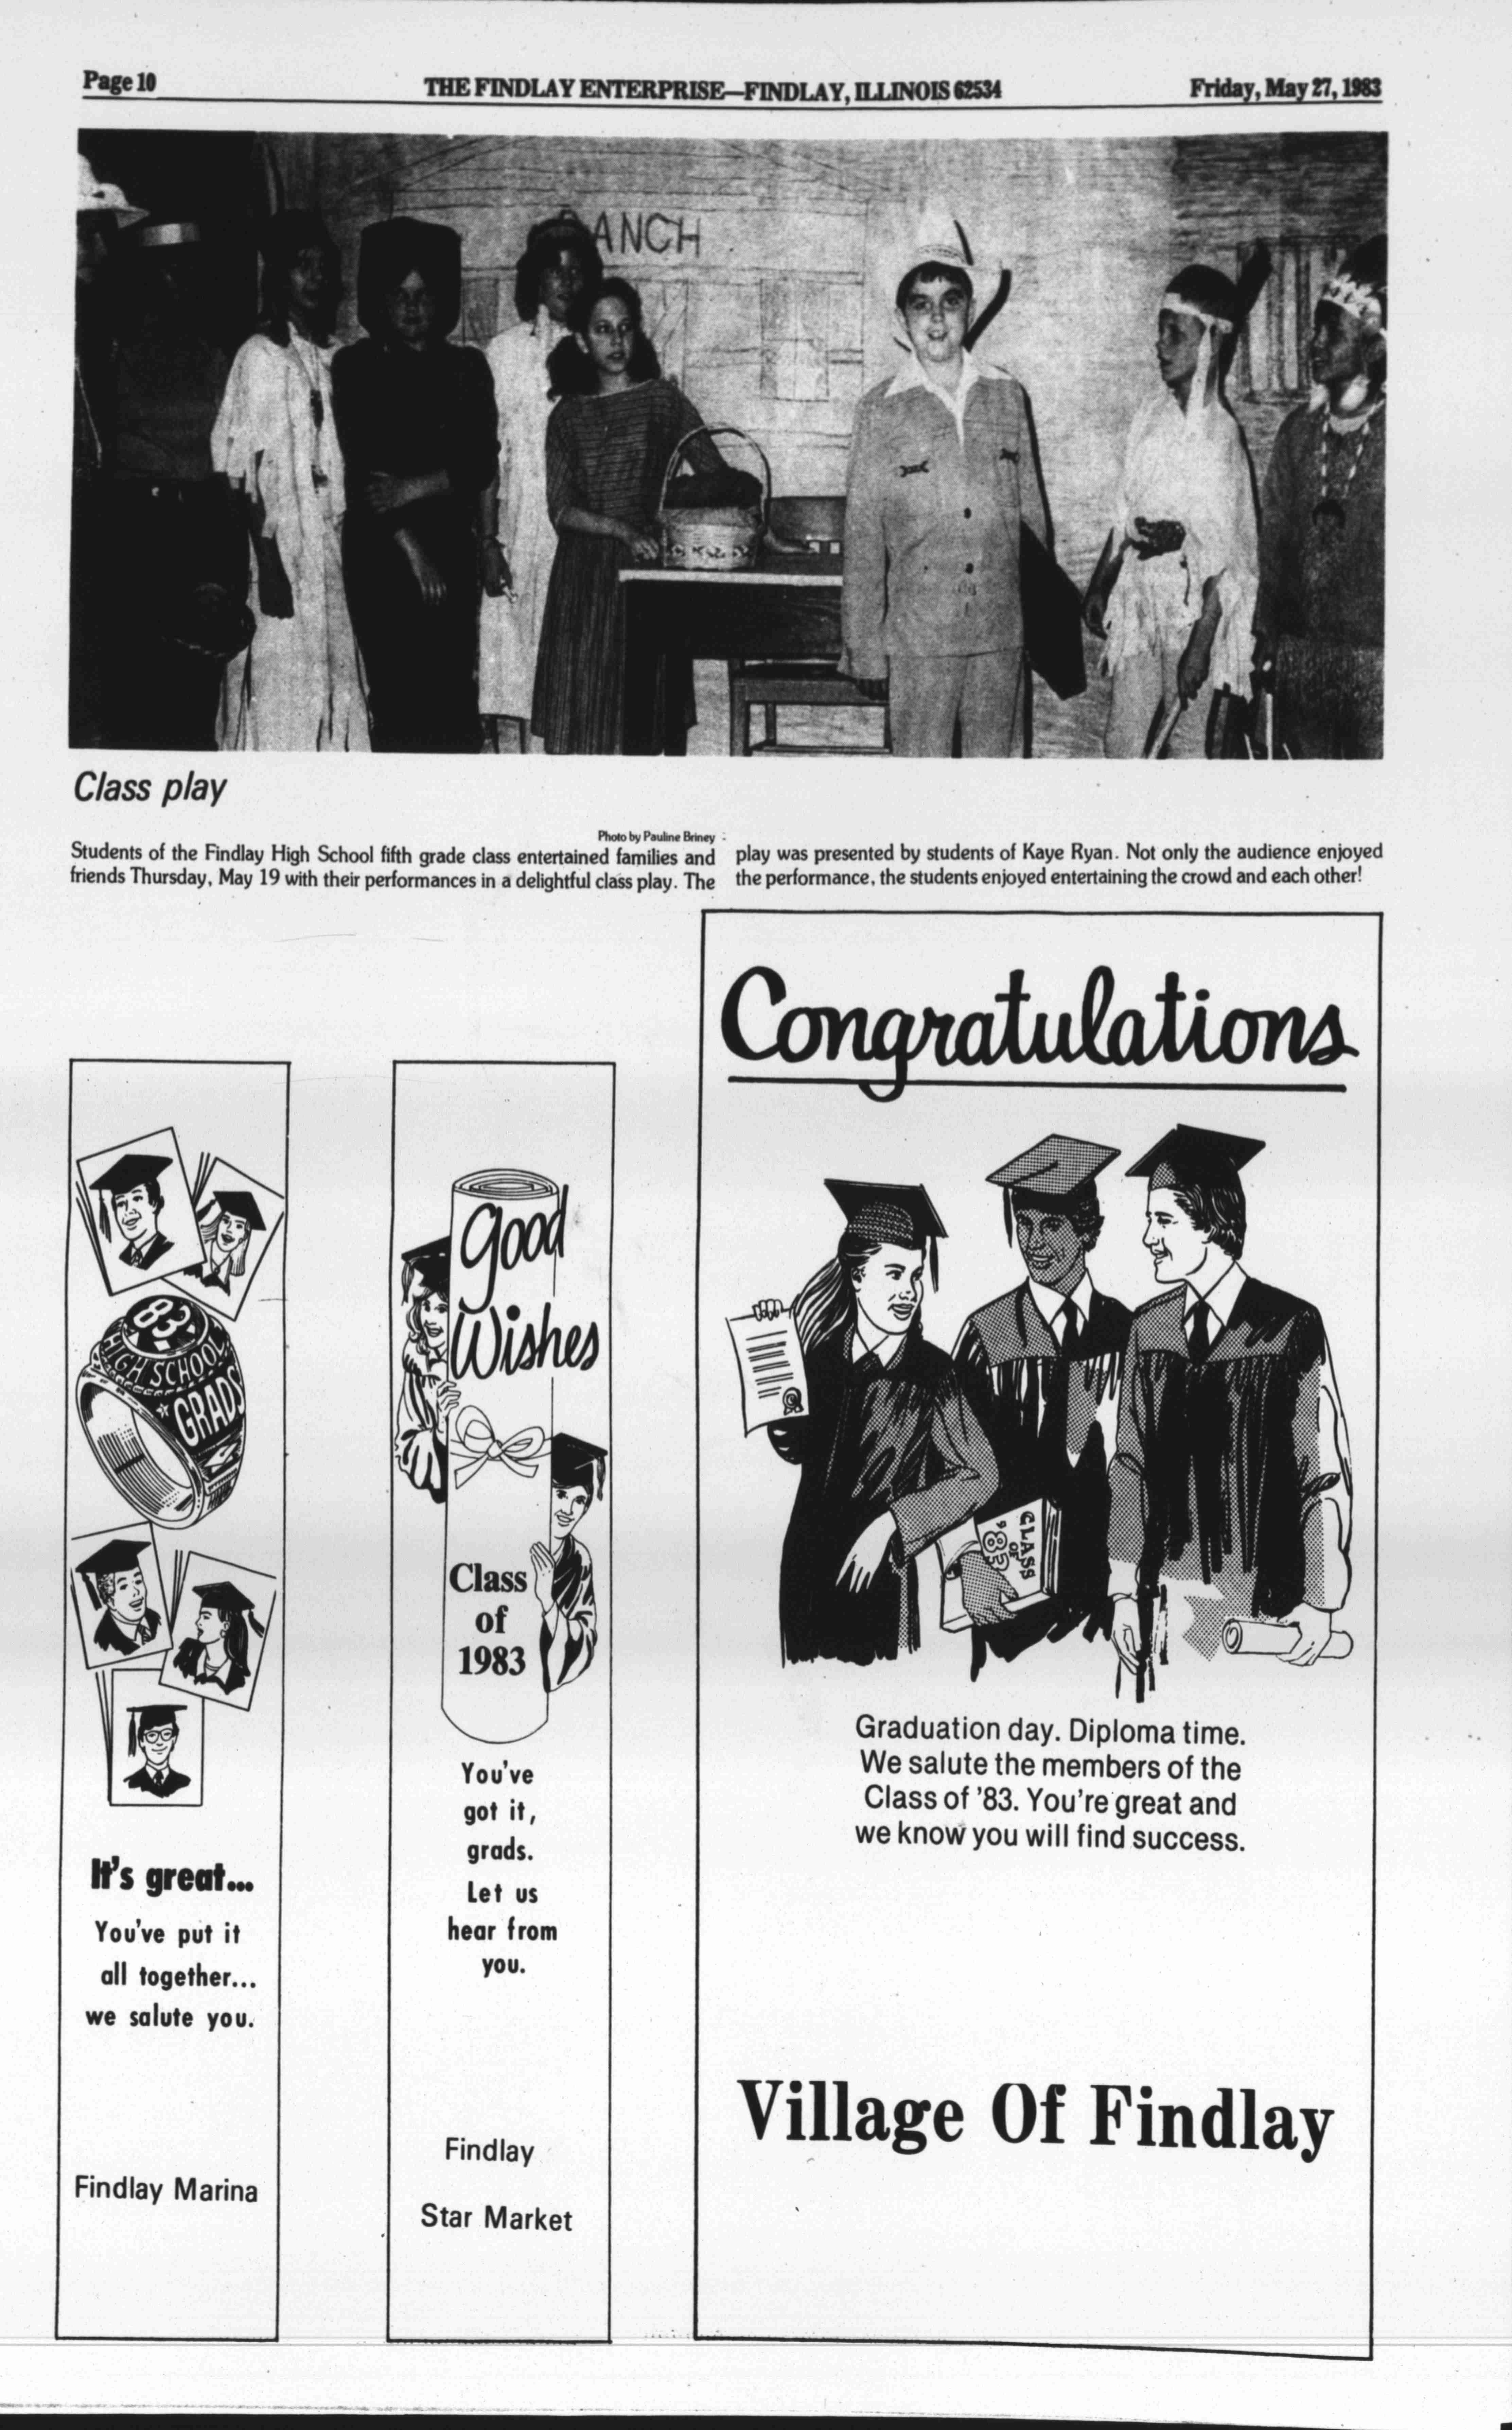 Page 10
THE FINDLAY ENTERPRISE—FINDLAY, ILLINOIS 62534
Friday, May 27, 1983
RANCH
Class play
Photo by Pauline Briney
Students of the Findlay High School fifth grade class entertained families and
friends Thursday, May 19 with their performances in a delightful class play. The
play was presented by students of Kaye Ryan. Not only the audience enjoyed
the performance, the students enjoyed entertaining the crowd and each other!
83
HIGH SCHOOL
GRADS
It's great...
You've put it
all together...
we salute you.
Findlay Marina
Good
Wishes
Class
of
1983
You've
got it,
grads.
Let us
hear from
you.
Findlay
Star Market
Congratulations
CLASS
OF
'83
Graduation day. Diploma time.
We salute the members of the
Class of '83. You're great and
we know you will find success.
Village Of Findlay